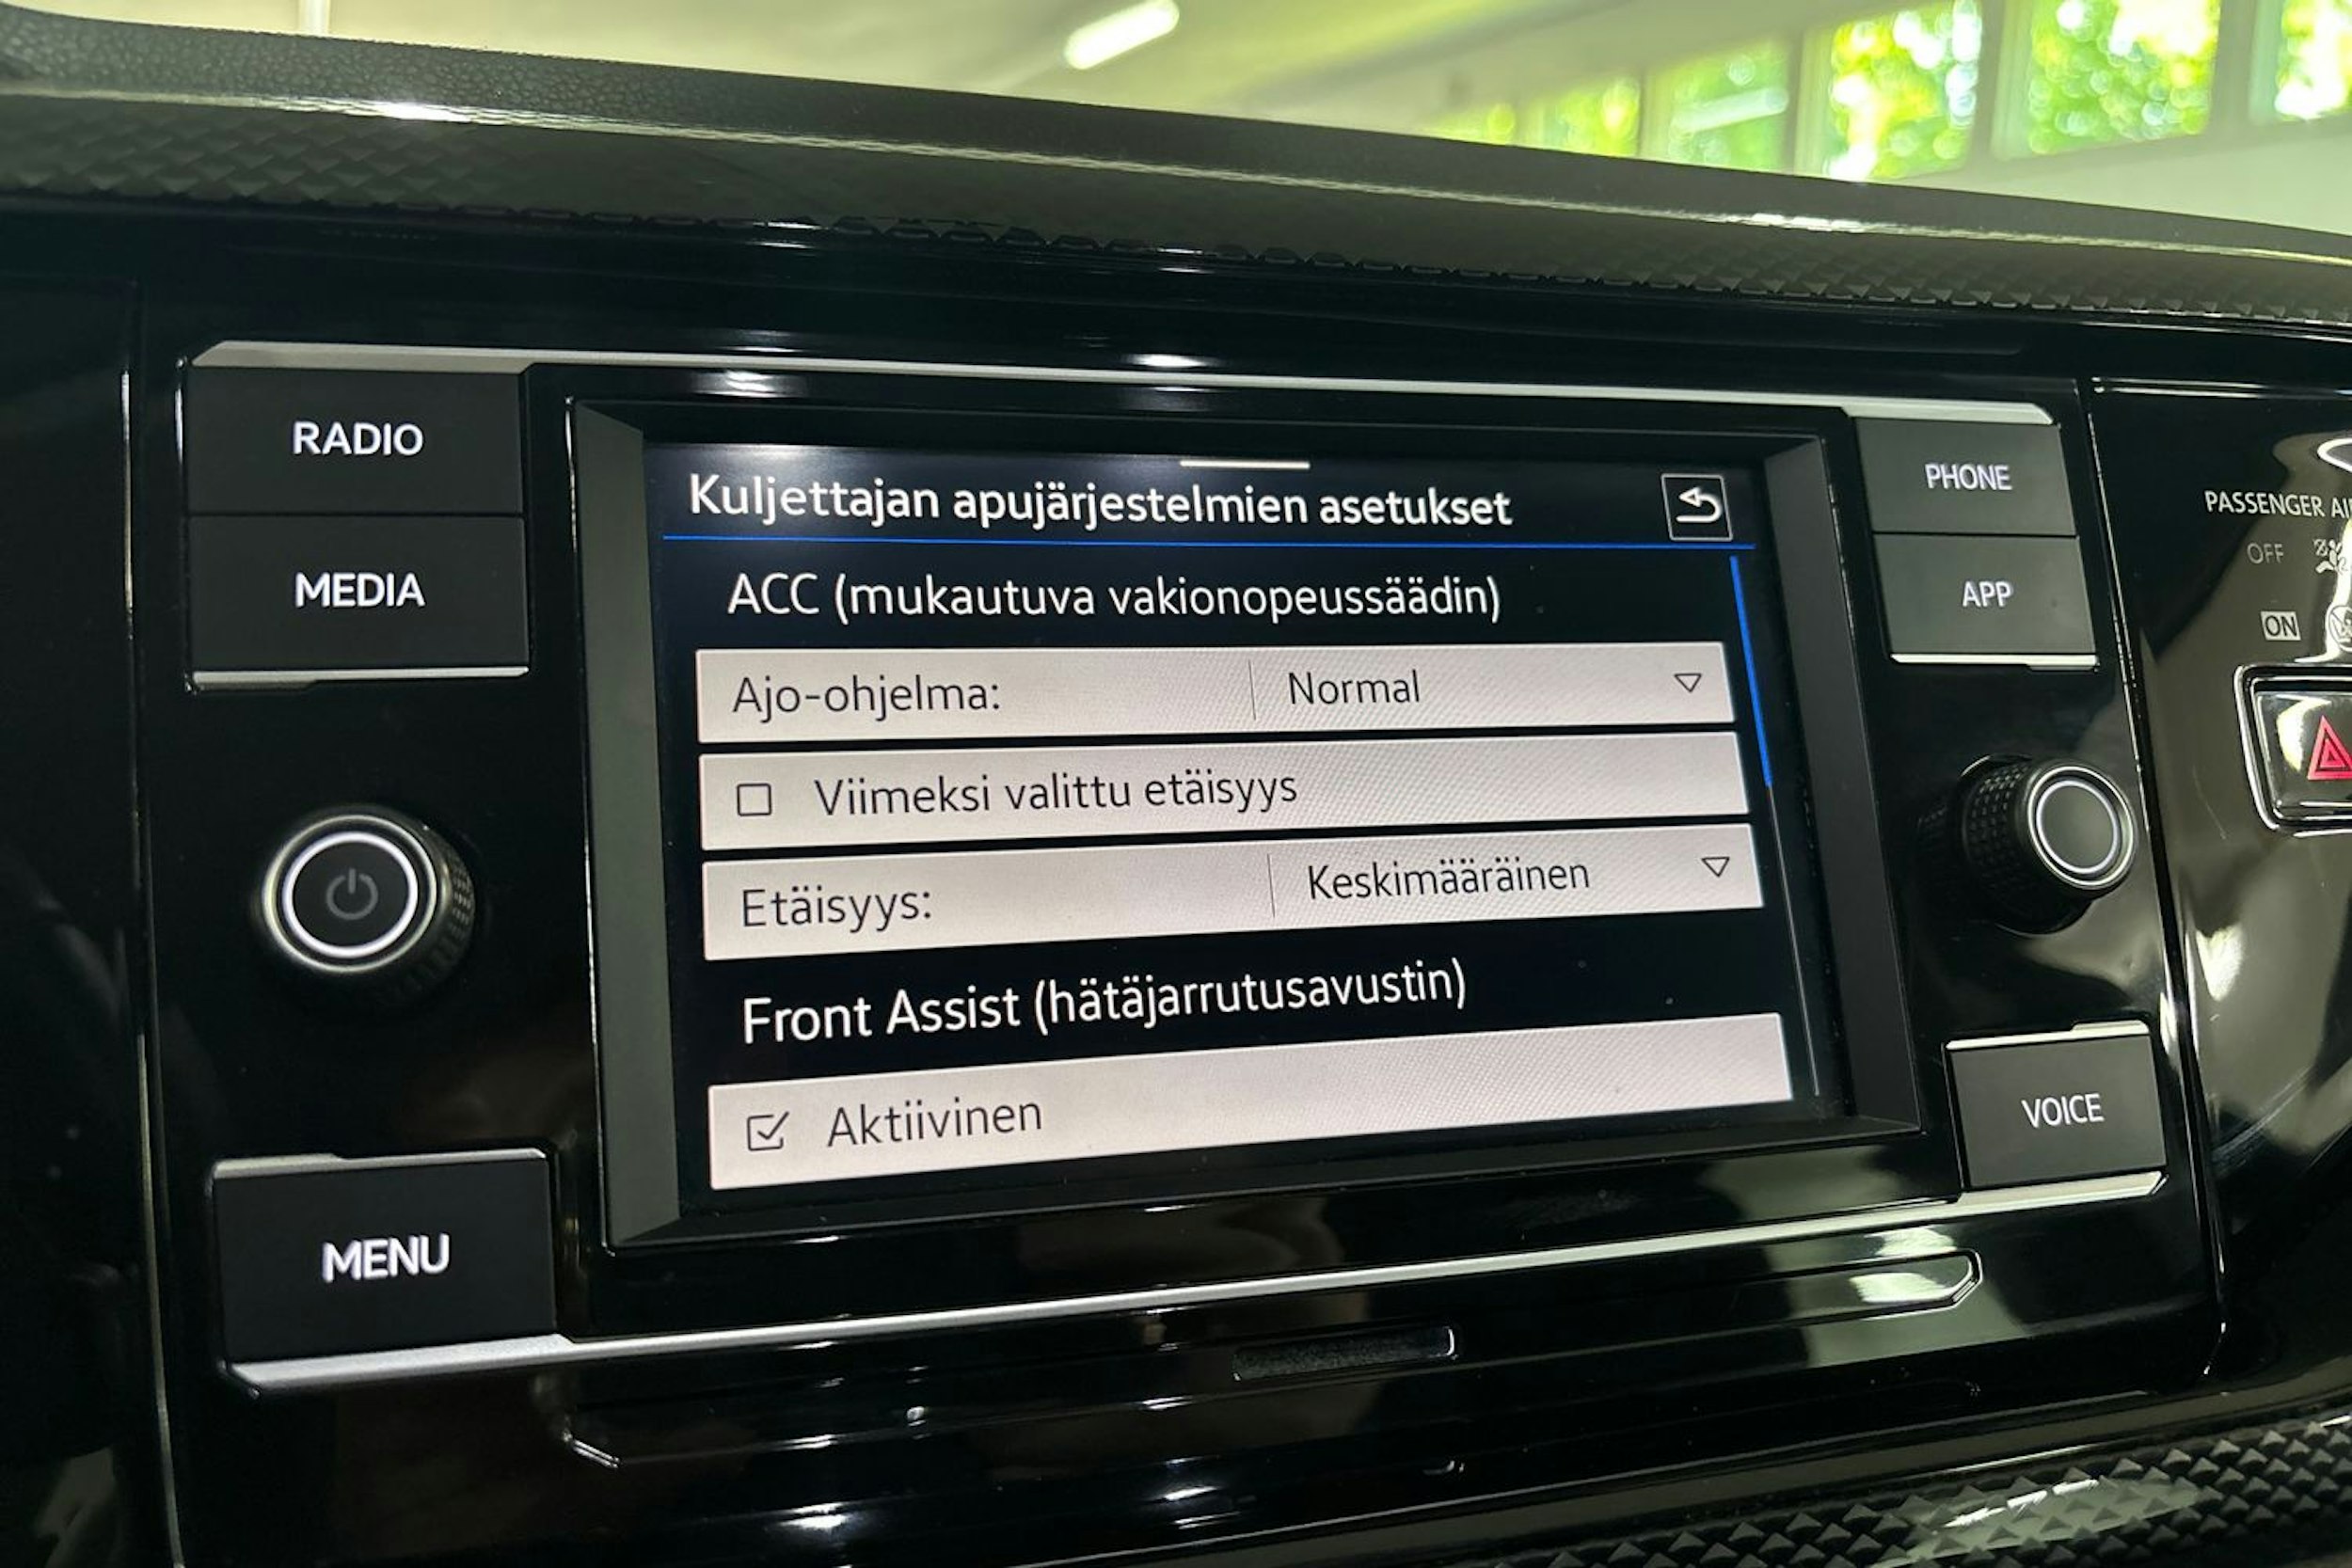 RADIO
MEDIA
MENU
Kuljettajan apujärjestelmien asetukset
ACC (mukautuva vakionopeussäädin)
Ajo-ohjelma: Normal
Viimeksi valittu etäisyys
Etäisyys: Keskimääräinen
Front Assist (hätäjarrutusavustin)
Aktiivinen
PHONE
APP
VOICE
PASSENGER
OFF
ON